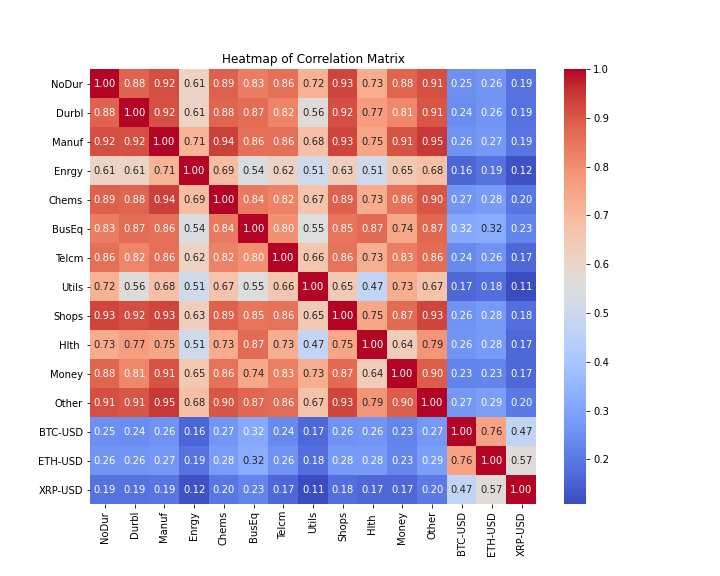 Heatmap of Correlation Matrix
NoDur 1.00 0.88 0.92 0.61 0.89 0.83 0.86 0.72 0.93 0.73 0.88 0.91 0.25 0.26 0.19
Durbl 0.88 1.00 0.92 0.61 0.88 0.87 0.82 0.56 0.92 0.77 0.81 0.91 0.24 0.26 0.19
Manuf 0.92 0.92 1.00 0.71 0.94 0.86 0.86 0.68 0.93 0.75 0.91 0.95 0.26 0.27 0.19
Enrgy 0.61 0.61 0.71 1.00 0.69 0.54 0.62 0.51 0.63 0.51 0.65 0.68 0.16 0.19 0.12
Chems 0.89 0.88 0.94 0.69 1.00 0.84 0.82 0.67 0.89 0.73 0.86 0.90 0.27 0.28 0.20
BusEq 0.83 0.87 0.86 0.54 0.84 1.00 0.80 0.55 0.85 0.87 0.74 0.87 0.32 0.32 0.23
Telcm 0.86 0.82 0.86 0.62 0.82 0.80 1.00 0.66 0.86 0.73 0.83 0.86 0.24 0.26 0.17
Utils 0.72 0.56 0.68 0.51 0.67 0.55 0.66 1.00 0.65 0.47 0.73 0.67 0.17 0.18 0.11
Shops 0.93 0.92 0.93 0.63 0.89 0.85 0.86 0.65 1.00 0.75 0.87 0.93 0.26 0.28 0.18
Hlth 0.73 0.77 0.75 0.51 0.73 0.87 0.73 0.47 0.75 1.00 0.64 0.79 0.26 0.28 0.17
Money 0.88 0.81 0.91 0.65 0.86 0.74 0.83 0.73 0.87 0.64 1.00 0.90 0.23 0.23 0.17
Other 0.91 0.91 0.95 0.68 0.90 0.87 0.86 0.67 0.93 0.79 0.90 1.00 0.27 0.29 0.20
BTC-USD 0.25 0.24 0.26 0.16 0.27 0.32 0.24 0.17 0.26 0.26 0.23 0.27 1.00 0.76 0.47
ETH-USD 0.26 0.26 0.27 0.19 0.28 0.32 0.26 0.18 0.28 0.28 0.23 0.29 0.76 1.00 0.57
XRP-USD 0.19 0.19 0.19 0.12 0.20 0.23 0.17 0.11 0.18 0.17 0.17 0.20 0.47 0.57 1.00
NoDur Durbl Manuf Enrgy Chems BusEq Telcm Utils Shops Hlth Money Other BTC-USD ETH-USD XRP-USD
1.0
0.9
0.8
0.7
0.6
0.5
0.4
0.3
0.2